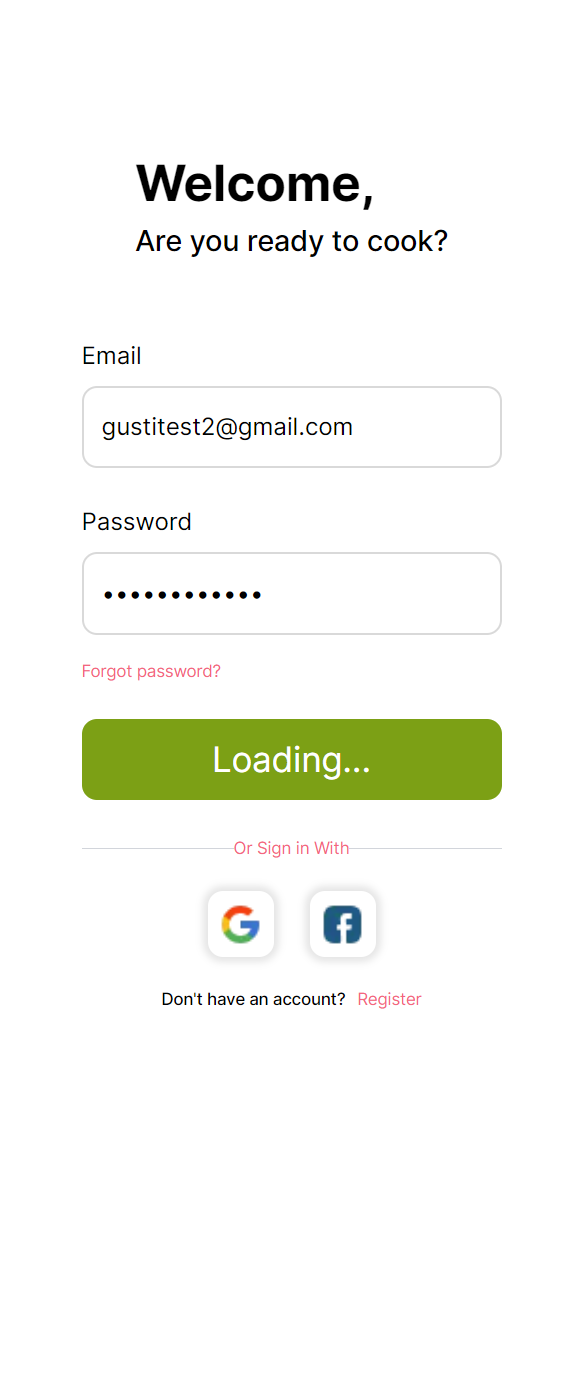 Welcome,
Are you ready to cook?
Email
gustitest2@gmail.com
Password
••••••••••••
Forgot password?
Loading...
Or Sign in With
Don't have an account? Register